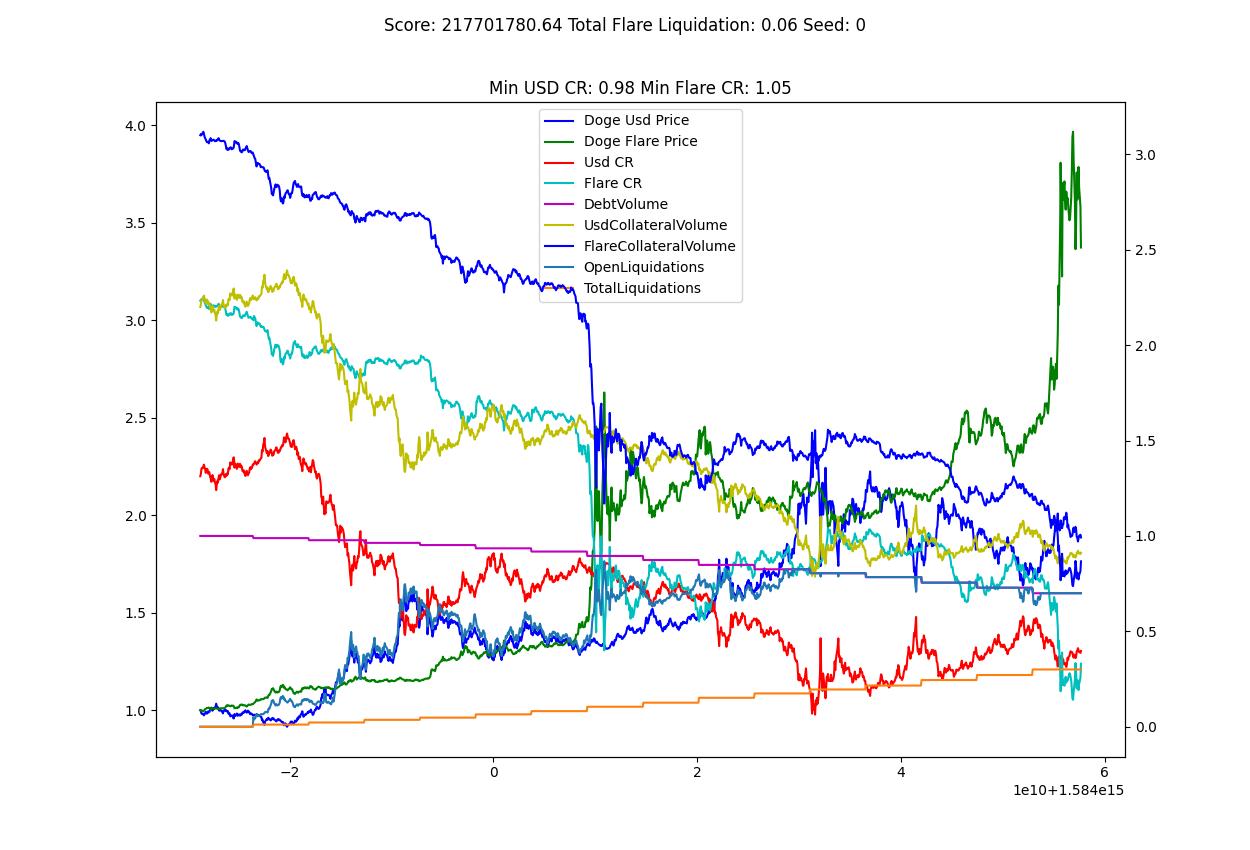 Score: 217701780.64 Total Flare Liquidation: 0.06 Seed: 0
Min USD CR: 0.98 Min Flare CR: 1.05
Doge Usd Price
Doge Flare Price
Usd CR
Flare CR
DebtVolume
UsdCollateralVolume
FlareCollateralVolume
OpenLiquidations
TotalLiquidations
4.0
3.5
3.0
2.5
2.0
1.5
1.0
3.0
2.5
2.0
1.5
1.0
0.5
0.0
−2 0 2 4 6
1e10+1.584e15